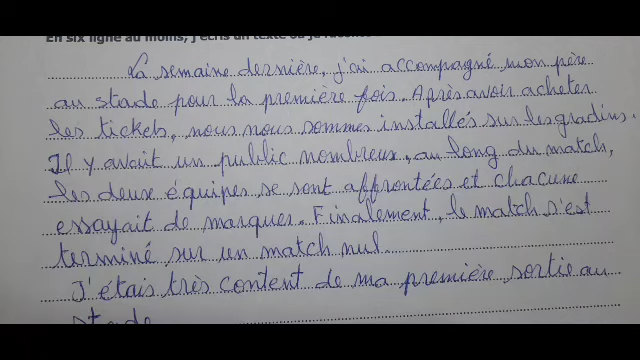 En six ligne au moins, j'écris un texte où je raconte
La semaine dernière, j'ai accompagné mon père
au stade pour la première fois. Après avoir acheter
les tickets, nous nous sommes installés sur les gradins.
Il y avait un public nombreux, au long du match,
les deux équipes se sont affrontées et chacune
essayait de marquer. Finalement, le match s'est
terminé sur un match nul.
J'étais très content de ma première sortie au
stade